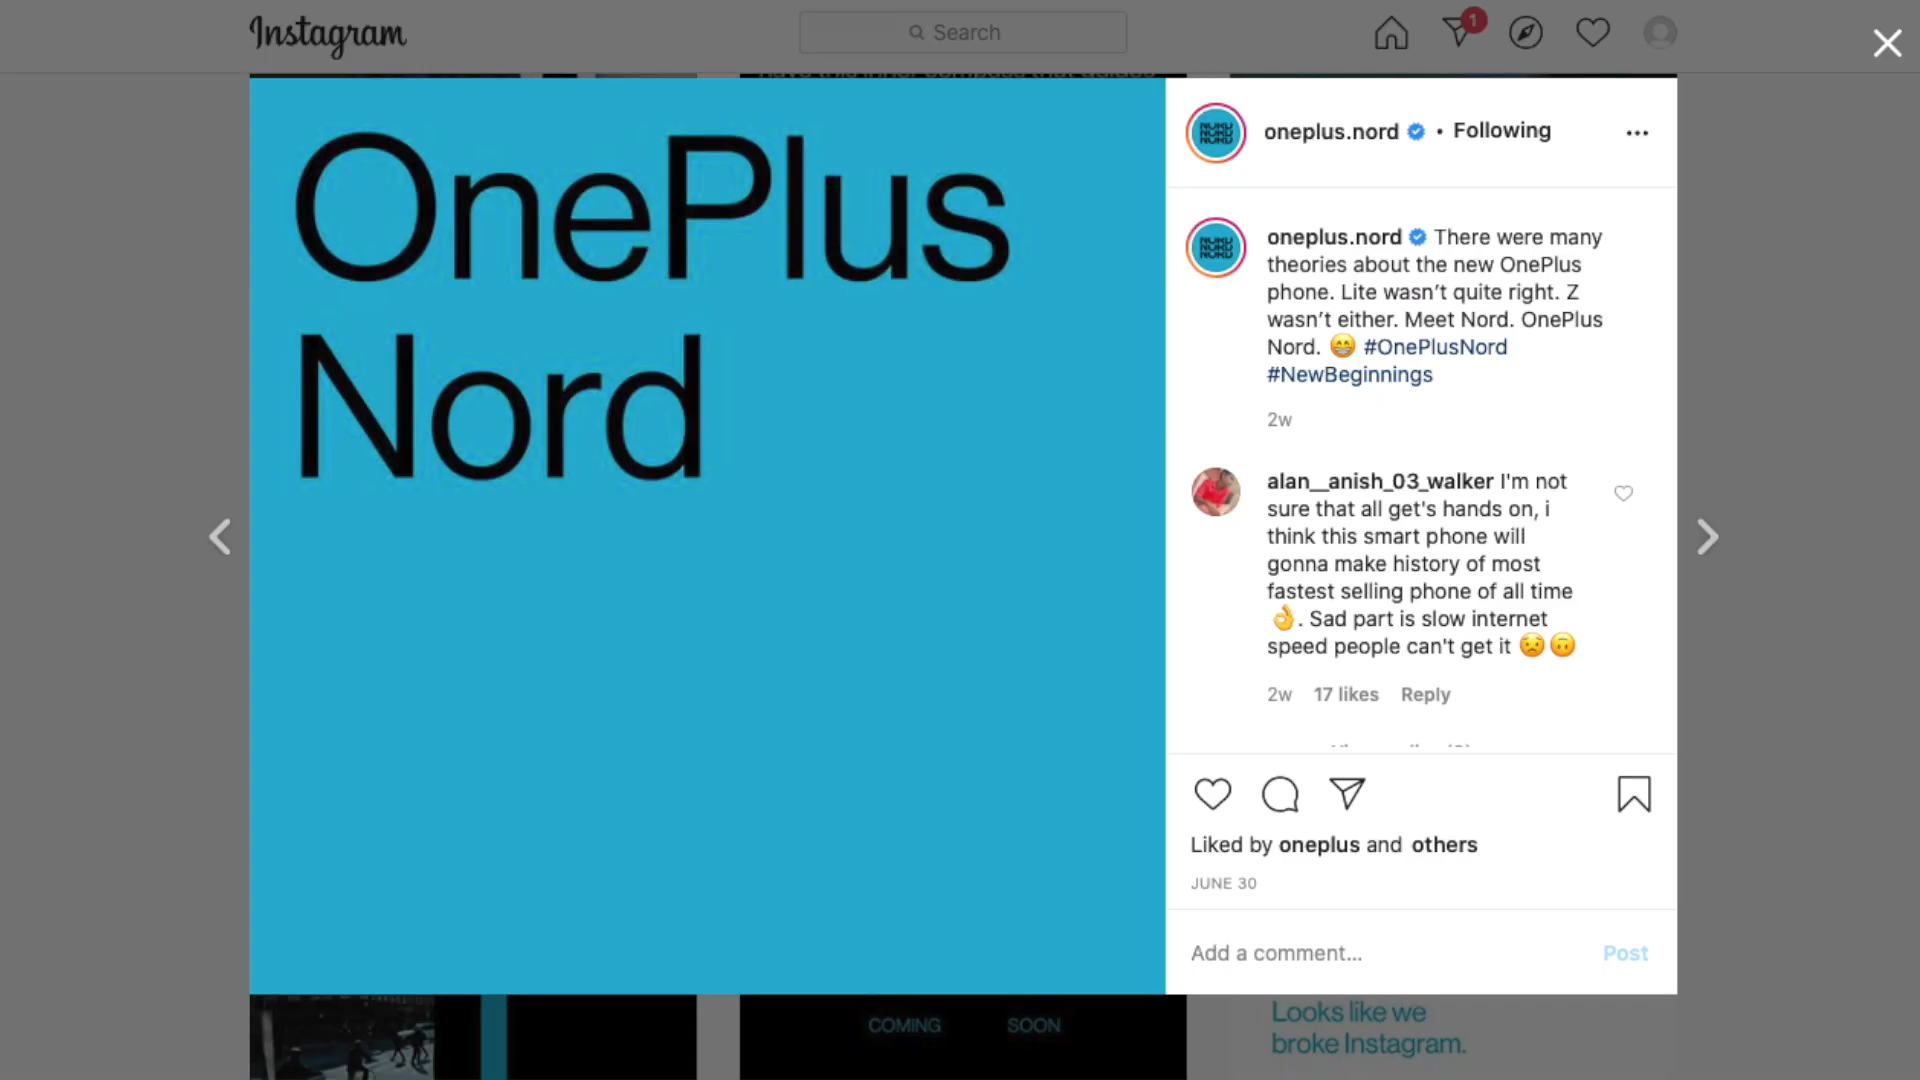 Instagram
Search
1
OnePlus
Nord
oneplus.nord • Following
oneplus.nord There were many
theories about the new OnePlus
phone. Lite wasn’t quite right. Z
wasn’t either. Meet Nord. OnePlus
Nord. 😁 #OnePlusNord
#NewBeginnings
2w
alan__anish_03_walker I'm not
sure that all get's hands on, i
think this smart phone will
gonna make history of most
fastest selling phone of all time
👌. Sad part is slow internet
speed people can't get it 😟🙃
2w 17 likes Reply
Liked by oneplus and others
JUNE 30
Add a comment... Post
COMING SOON
Looks like we
broke Instagram.